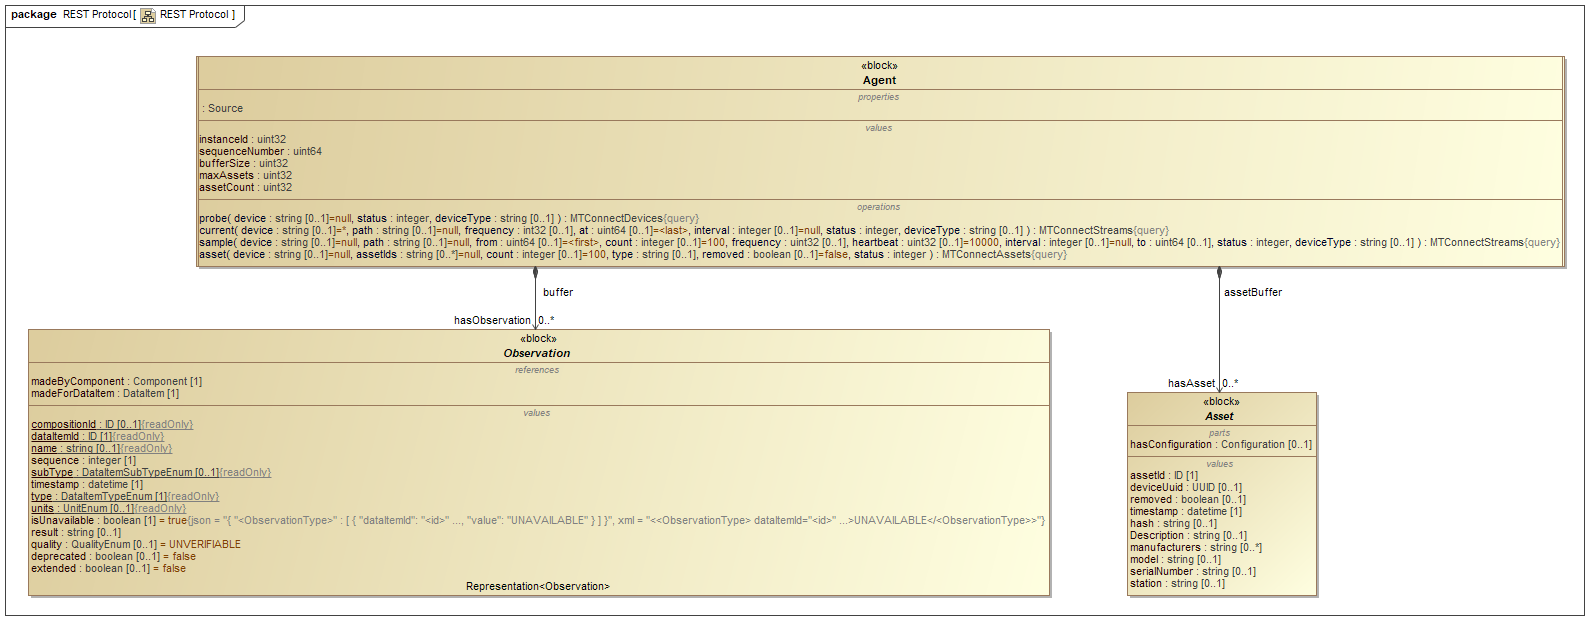 package REST Protocol[ REST Protocol ]
«block»
Agent
properties
: Source
values
instanceId : uint32
sequenceNumber : uint64
bufferSize : uint32
maxAssets : uint32
assetCount : uint32
operations
probe( device : string [0..1]=null, status : integer, deviceType : string [0..1] ) : MTConnectDevices{query}
current( device : string [0..1]=*, path : string [0..1]=null, frequency : int32 [0..1], at : uint64 [0..1]=<last>, interval : integer [0..1]=null, status : integer, deviceType : string [0..1] ) : MTConnectStreams{query}
sample( device : string [0..1]=null, path : string [0..1]=null, from : uint64 [0..1]=<first>, count : integer [0..1]=100, frequency : uint32 [0..1], heartbeat : uint32 [0..1]=10000, interval : integer [0..1]=null, to : uint64 [0..1], status : integer, deviceType : string [0..1] ) : MTConnectStreams{query}
asset( device : string [0..1]=null, assetIds : string [0..*]=null, count : integer [0..1]=100, type : string [0..1], removed : boolean [0..1]=false, status : integer ) : MTConnectAssets{query}
buffer
hasObservation 0..*
«block»
Observation
references
madeByComponent : Component [1]
madeForDataItem : DataItem [1]
values
compositionId : ID [0..1]{readOnly}
dataItemId : ID [1]{readOnly}
name : string [0..1]{readOnly}
sequence : integer [1]
subType : DataItemSubTypeEnum [0..1]{readOnly}
timestamp : datetime [1]
type : DataItemTypeEnum [1]{readOnly}
units : UnitEnum [0..1]{readOnly}
isUnavailable : boolean [1] = true{json = "{ "<ObservationType>" : [ { "dataItemId": "<id>" ..., "value": "UNAVAILABLE" } ] }", xml = "<<ObservationType> dataItemId="<id>" ...>UNAVAILABLE</<ObservationType>>"}
result : string [0..1]
quality : QualityEnum [0..1] = UNVERIFIABLE
deprecated : boolean [0..1] = false
extended : boolean [0..1] = false
Representation<Observation>
assetBuffer
hasAsset 0..*
«block»
Asset
parts
hasConfiguration : Configuration [0..1]
values
assetId : ID [1]
deviceUuid : UUID [0..1]
removed : boolean [0..1]
timestamp : datetime [1]
hash : string [0..1]
Description : string [0..1]
manufacturers : string [0..*]
model : string [0..1]
serialNumber : string [0..1]
station : string [0..1]